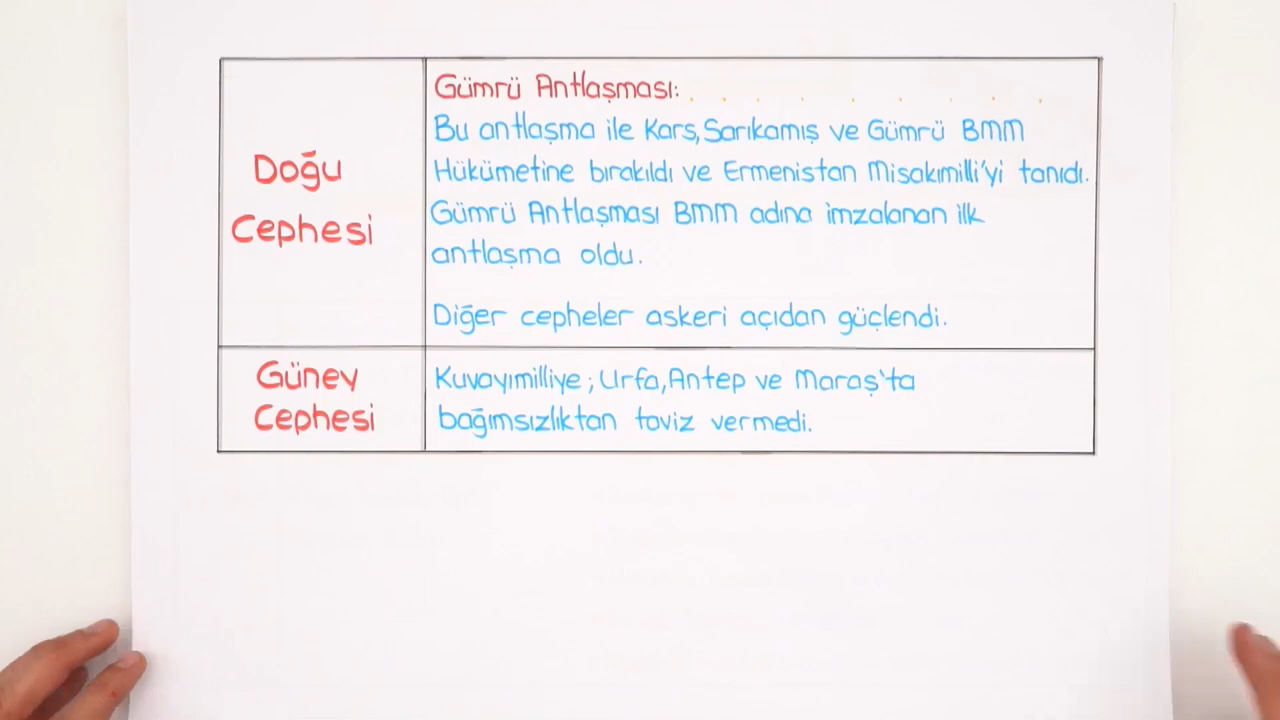 Doğu
Cephesi
Gümrü Antlaşması:
Bu antlaşma ile Kars, Sarıkamış ve Gümrü BMM
Hükümetine bırakıldı ve Ermenistan Misakımilli'yi tanıdı.
Gümrü Antlaşması BMM adına imzalanan ilk
antlaşma oldu.
Diğer cepheler askeri açıdan güçlendi.
Güney
Cephesi
Kuvayımilliye; Urfa, Antep ve Maraş'ta
bağımsızlıktan taviz vermedi.